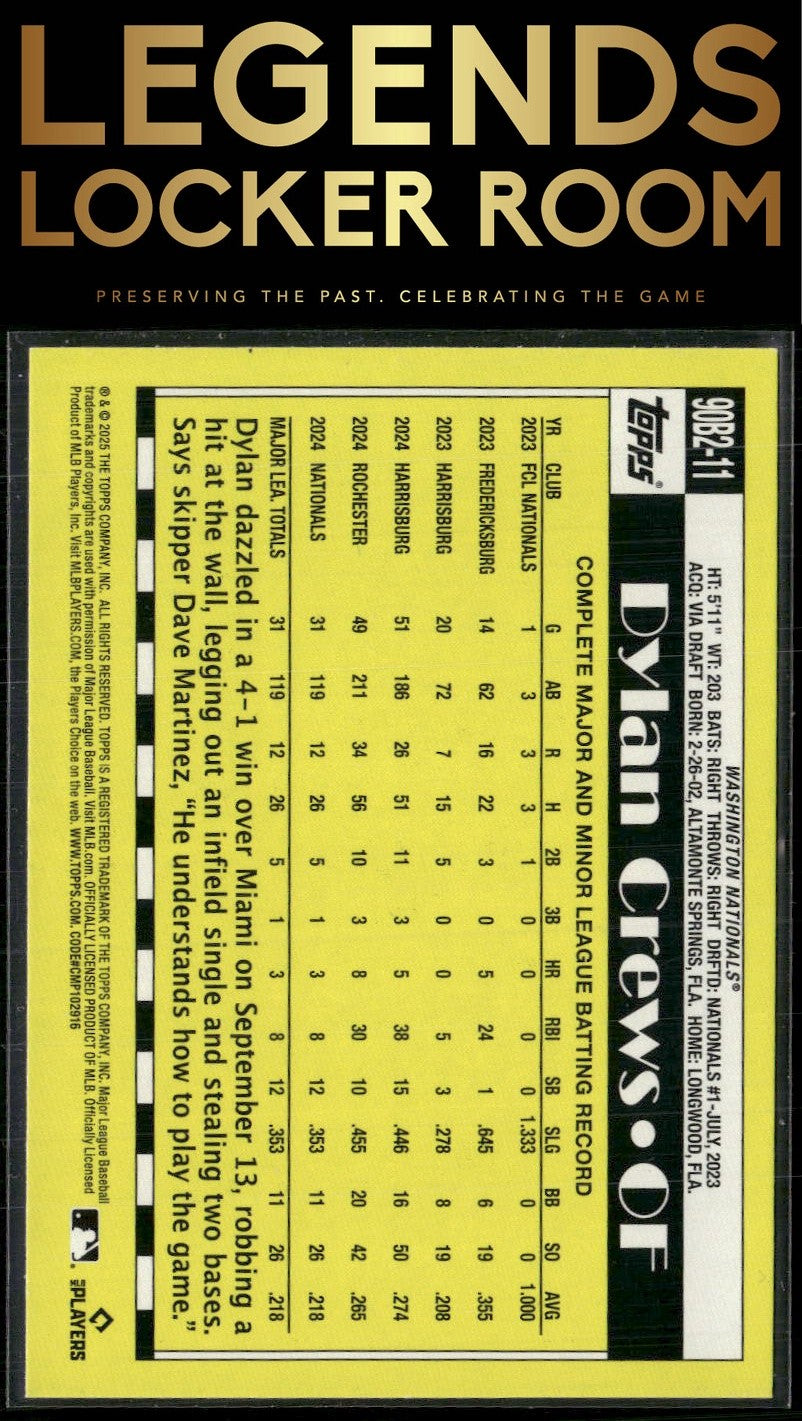 LEGENDS
LOCKER ROOM
PRESERVING THE PAST. CELEBRATING THE GAME
90B2-11
topps®
WASHINGTON NATIONALS®
HT: 5'11" WT: 203 BATS: RIGHT THROWS: RIGHT DRFTD: NATIONALS #1-JULY, 2023
ACQ: VIA DRAFT BORN: 2-26-02, ALTAMONTE SPRINGS, FLA. HOME: LONGWOOD, FLA.
Dylan Crews • OF
COMPLETE MAJOR AND MINOR LEAGUE BATTING RECORD
YR CLUB G AB R H 2B 3B HR RBI SB SLG BB SO AVG
2023 FCL NATIONALS 1 3 3 3 1 0 0 0 0 1.333 0 0 1.000
2023 FREDERICKSBURG 14 62 16 22 3 0 5 24 1 .645 6 19 .355
2023 HARRISBURG 20 72 7 15 5 0 0 5 3 .278 8 19 .208
2024 HARRISBURG 51 186 26 51 11 3 5 38 15 .446 16 50 .274
2024 ROCHESTER 49 211 34 56 10 3 8 30 10 .455 20 42 .265
2024 NATIONALS 31 119 12 26 5 1 3 8 12 .353 11 26 .218
MAJOR LEA. TOTALS 31 119 12 26 5 1 3 8 12 .353 11 26 .218
Dylan dazzled in a 4-1 win over Miami on September 13, robbing a
hit at the wall, legging out an infield single and stealing two bases.
Says skipper Dave Martinez, "He understands how to play the game."
® & © 2025 THE TOPPS COMPANY, INC. ALL RIGHTS RESERVED. TOPPS IS A REGISTERED TRADEMARK OF THE TOPPS COMPANY, INC. Major League Baseball
trademarks and copyrights are used with permission of Major League Baseball. Visit MLB.com. OFFICIALLY LICENSED PRODUCT OF MLB. Officially Licensed
Product of MLB Players, Inc. Visit MLBPLAYERS.COM, the Players Choice on the web. WWW.TOPPS.COM. CODE#CMP102916
MLB PLAYERS